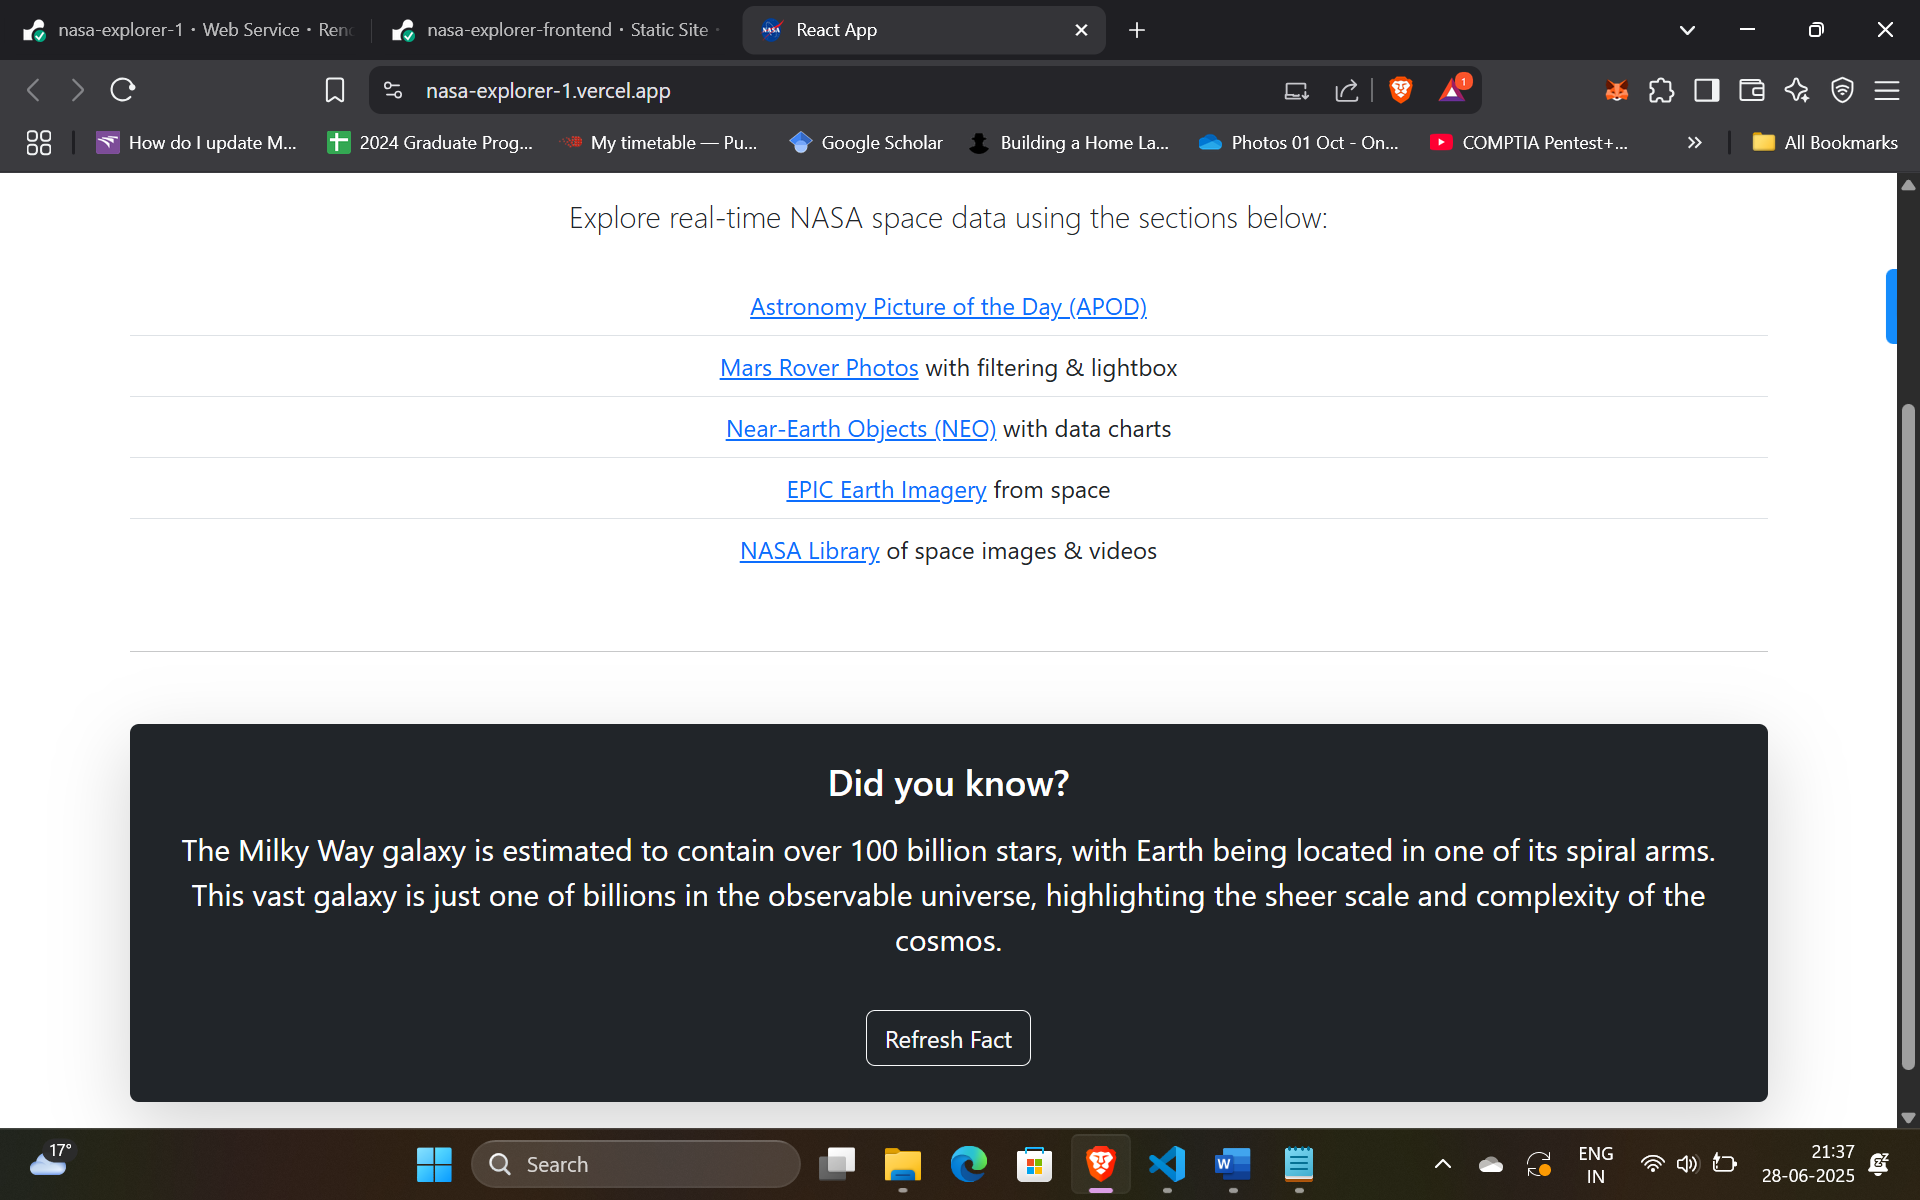 nasa-explorer-1 · Web Service · Ren
nasa-explorer-frontend · Static Site ·
NASA
React App
nasa-explorer-1.vercel.app
1
How do I update M...
2024 Graduate Prog...
My timetable — Pu...
Google Scholar
Building a Home La...
Photos 01 Oct - On...
COMPTIA Pentest+...
All Bookmarks
Explore real-time NASA space data using the sections below:
Astronomy Picture of the Day (APOD)
Mars Rover Photos with filtering & lightbox
Near-Earth Objects (NEO) with data charts
EPIC Earth Imagery from space
NASA Library of space images & videos
Did you know?
The Milky Way galaxy is estimated to contain over 100 billion stars, with Earth being located in one of its spiral arms.
This vast galaxy is just one of billions in the observable universe, highlighting the sheer scale and complexity of the
cosmos.
Refresh Fact
17°
Search
W
ENG
IN
21:37
28-06-2025